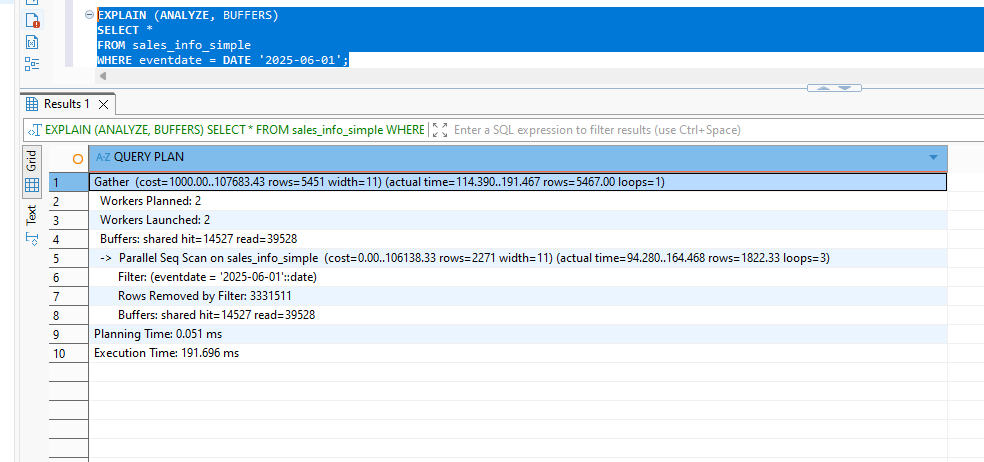 EXPLAIN (ANALYZE, BUFFERS)
SELECT *
FROM sales_info_simple
WHERE eventdate = DATE '2025-06-01';
Results 1
EXPLAIN (ANALYZE, BUFFERS) SELECT * FROM sales_info_simple WHERE
Enter a SQL expression to filter results (use Ctrl+Space)
Grid
Text
A-Z QUERY PLAN
1 Gather (cost=1000.00..107683.43 rows=5451 width=11) (actual time=114.390..191.467 rows=5467.00 loops=1)
2 Workers Planned: 2
3 Workers Launched: 2
4 Buffers: shared hit=14527 read=39528
5 -> Parallel Seq Scan on sales_info_simple (cost=0.00..106138.33 rows=2271 width=11) (actual time=94.280..164.468 rows=1822.33 loops=3)
6 Filter: (eventdate = '2025-06-01'::date)
7 Rows Removed by Filter: 3331511
8 Buffers: shared hit=14527 read=39528
9 Planning Time: 0.051 ms
10 Execution Time: 191.696 ms